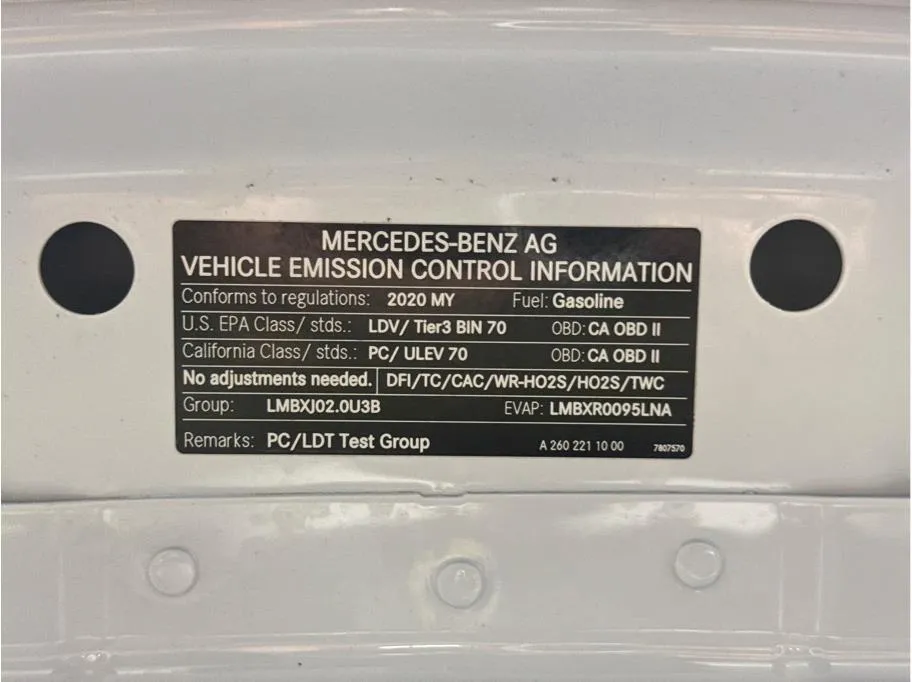 MERCEDES-BENZ AG
VEHICLE EMISSION CONTROL INFORMATION
Conforms to regulations: 2020 MY Fuel: Gasoline
U.S. EPA Class/ stds.: LDV/ Tier3 BIN 70 OBD: CA OBD II
California Class/ stds.: PC/ ULEV 70 OBD: CA OBD II
No adjustments needed. DFI/TC/CAC/WR-HO2S/HO2S/TWC
Group: LMBXJ02.0U3B EVAP: LMBXR0095LNA
Remarks: PC/LDT Test Group A 260 221 10 00 7807570